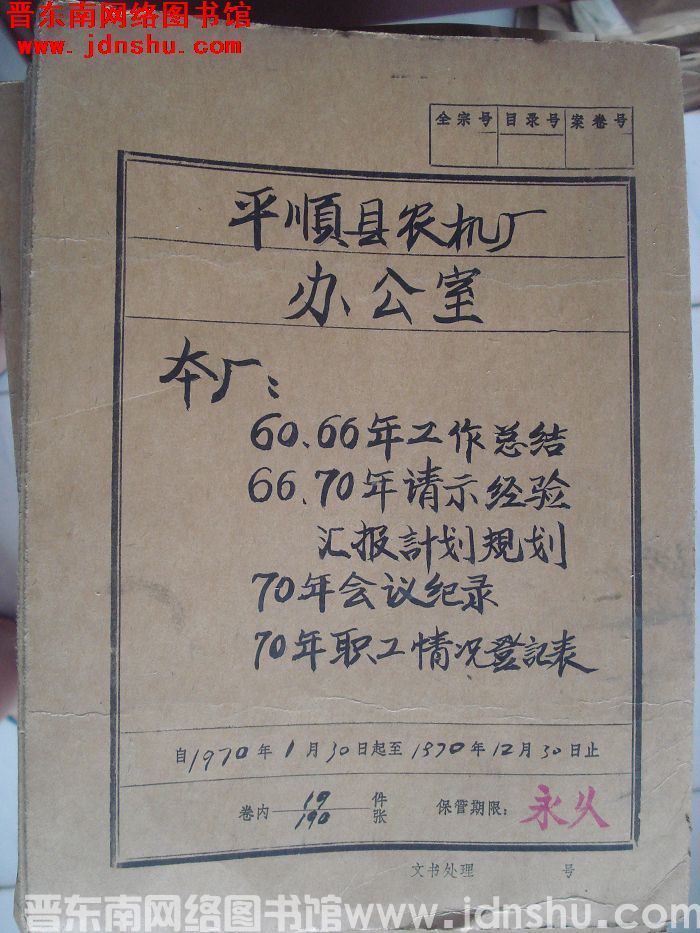 晋东南网络图书馆
www.jdnshu.com
全宗号 目录号 案卷号
平順县农机厂
办公室
本厂：
60.66年工作总结
66.70年请示经验
汇报計划規划
70年会议纪录
70年职工情况登記表
自1970年1月30日起至1970年12月30日止
卷内 19 件 190 张 保管期限：永久
文书处理 号
晋东南网络图书馆www.jdnshu.com